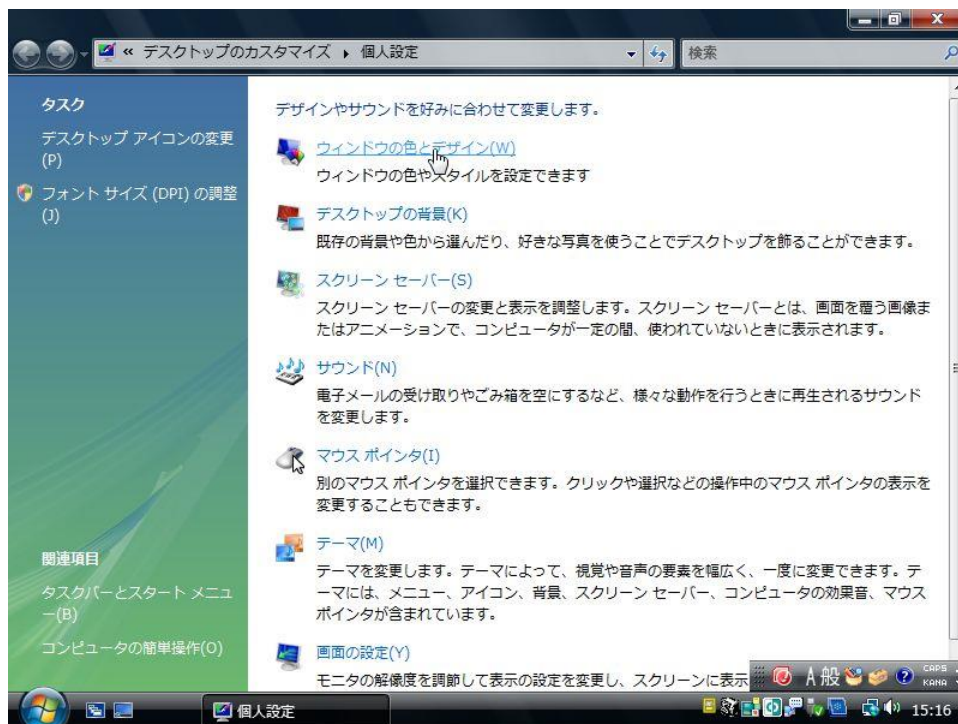 « デスクトップのカスタマイズ ▸ 個人設定
検索
タスク
デスクトップ アイコンの変更
(P)
フォント サイズ (DPI) の調整
(J)
関連項目
タスクバーとスタート メニュ
ー(B)
コンピュータの簡単操作(O)
デザインやサウンドを好みに合わせて変更します。
ウィンドウの色とデザイン(W)
ウィンドウの色やスタイルを設定できます
デスクトップの背景(K)
既存の背景や色から選んだり、好きな写真を使うことでデスクトップを飾ることができます。
スクリーン セーバー(S)
スクリーン セーバーの変更と表示を調整します。スクリーン セーバーとは、画面を覆う画像ま
たはアニメーションで、コンピュータが一定の間、使われていないときに表示されます。
サウンド(N)
電子メールの受け取りやごみ箱を空にするなど、様々な動作を行うときに再生されるサウンド
を変更します。
マウス ポインタ(I)
別のマウス ポインタを選択できます。クリックや選択などの操作中のマウス ポインタの表示を
変更することもできます。
テーマ(M)
テーマを変更します。テーマによって、視覚や音声の要素を幅広く、一度に変更できます。テ
ーマには、メニュー、アイコン、背景、スクリーン セーバー、コンピュータの効果音、マウス
ポインタが含まれています。
画面の設定(Y)
モニタの解像度を調節して表示の設定を変更し、スクリーンに表示
A 般
CAPS
KANA
個人設定
15:16